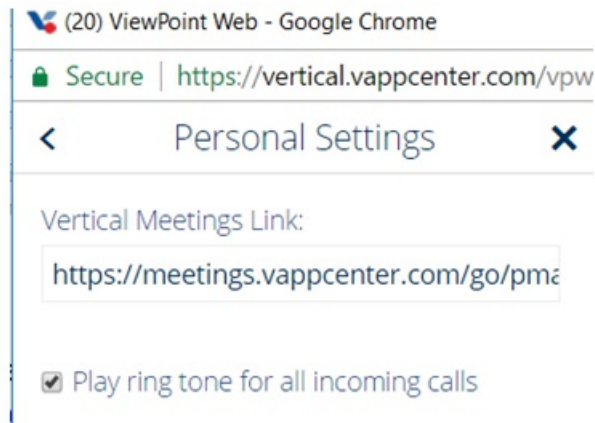 (20) ViewPoint Web - Google Chrome
Secure | https://vertical.vappcenter.com/vpw
Personal Settings
Vertical Meetings Link:
https://meetings.vappcenter.com/go/pma
Play ring tone for all incoming calls